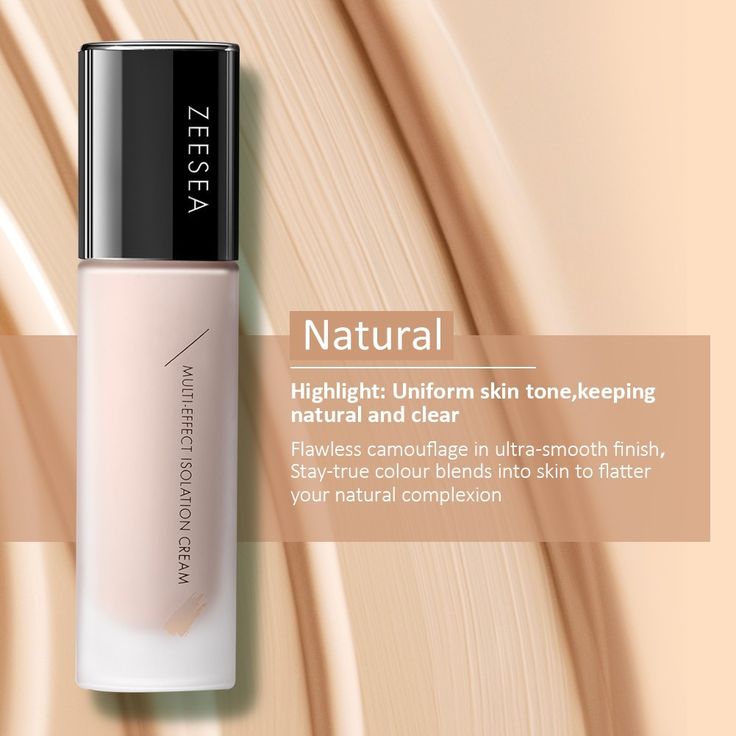 ZEESEA
MULTI-EFFECT ISOLATION CREAM
Natural
Highlight: Uniform skin tone,keeping
natural and clear
Flawless camouflage in ultra-smooth finish,
Stay-true colour blends into skin to flatter
your natural complexion